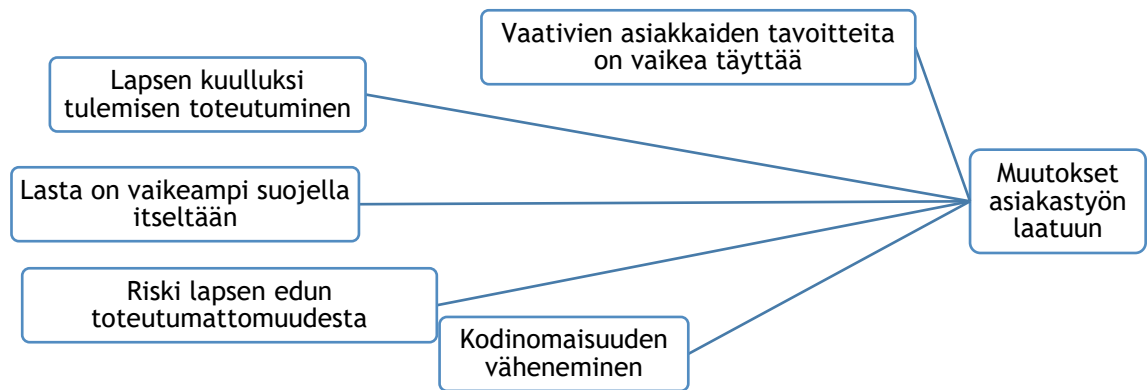 Vaativien asiakkaiden tavoitteita
on vaikea täyttää
Lapsen kuulluksi
tulemisen toteutuminen
Lasta on vaikeampi suojella
itseltään
Riski lapsen edun
toteutumattomuudesta
Kodinomaisuuden
väheneminen
Muutokset
asiakastyön
laatuun